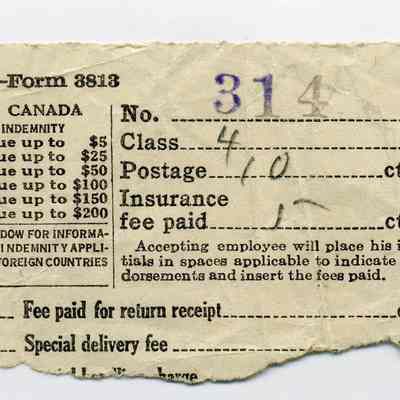 —Form 3813
CANADA
INDEMNITY
ue up to $5
ue up to $25
ue up to $50
ue up to $100
ue up to $150
ue up to $200
DOW FOR INFORMA-
INDEMNITY APPLI-
FOREIGN COUNTRIES
No. 314
Class 4
Postage 10 ct
Insurance
fee paid 5 ct
Accepting employee will place his i
tials in spaces applicable to indicate
dorsements and insert the fees paid.
Fee paid for return receipt
Special delivery fee